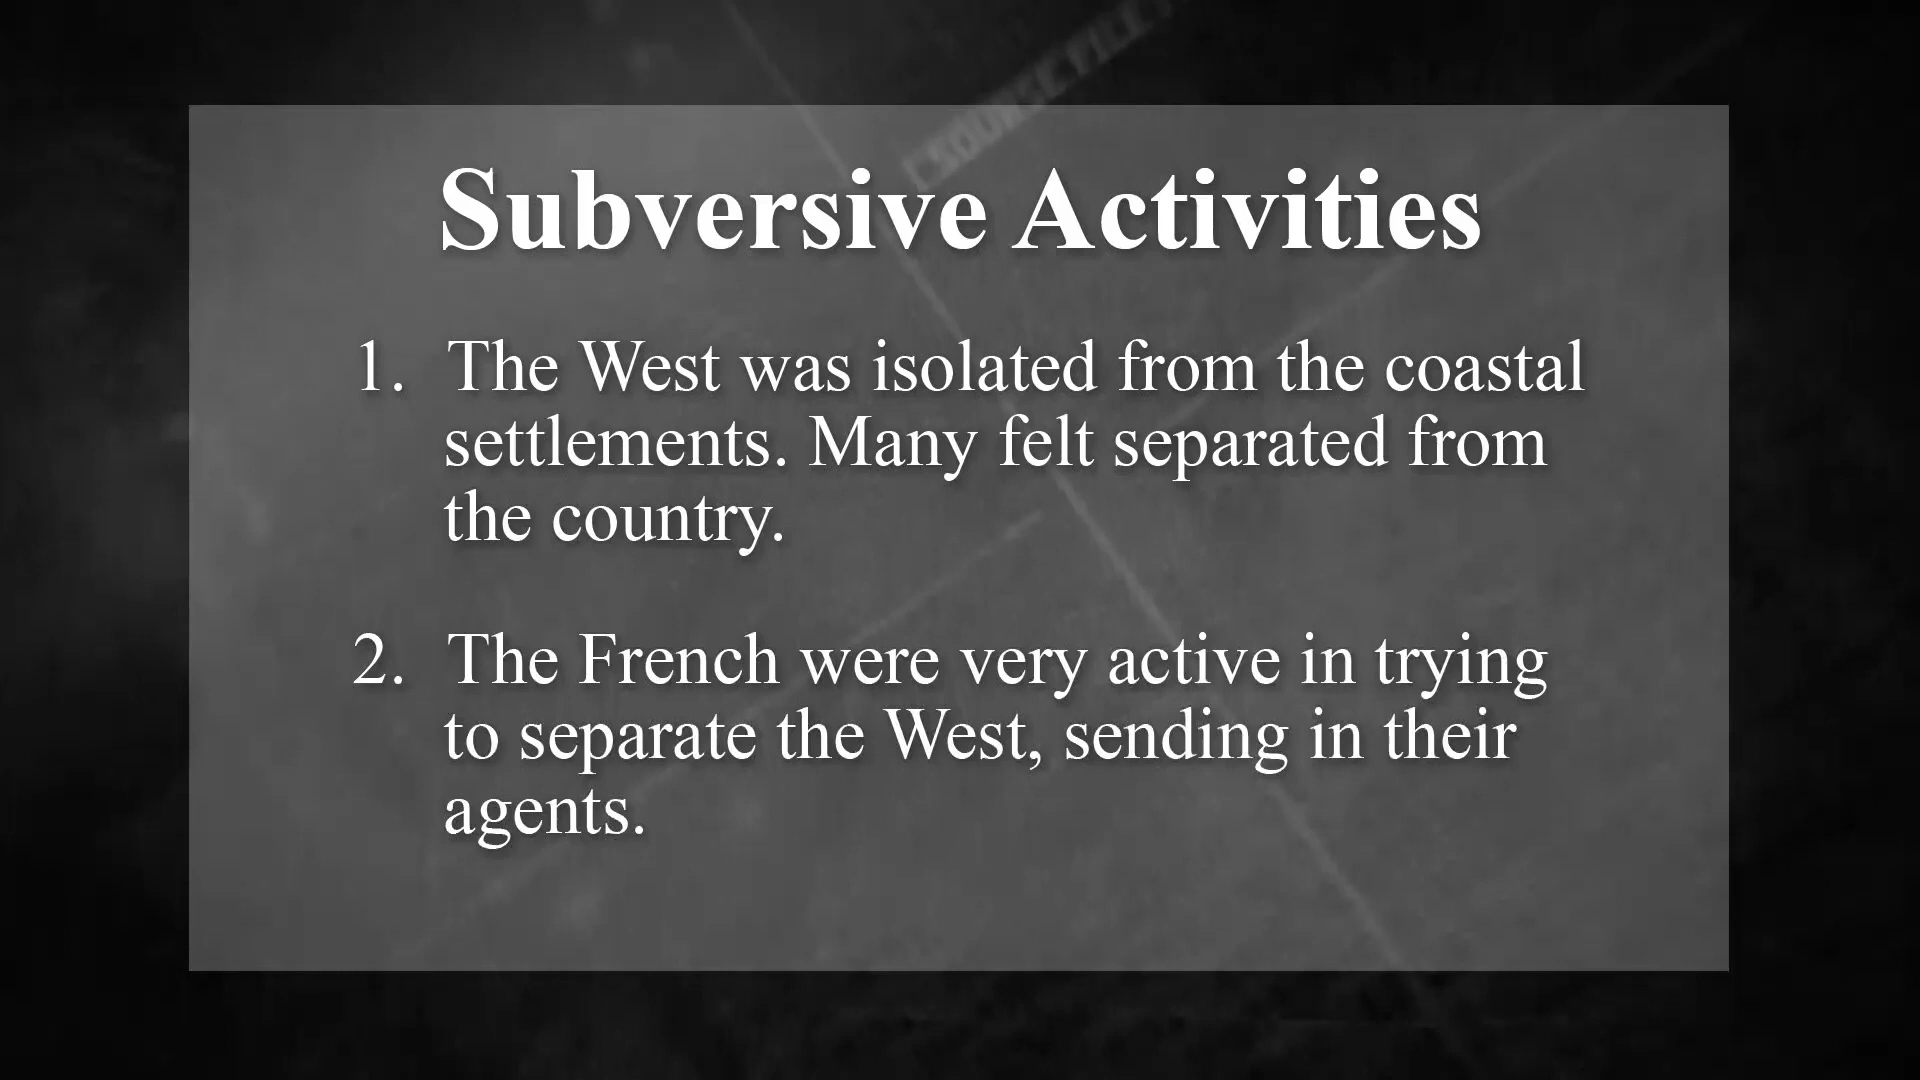 Subversive Activities
1. The West was isolated from the coastal
settlements. Many felt separated from
the country.
2. The French were very active in trying
to separate the West, sending in their
agents.